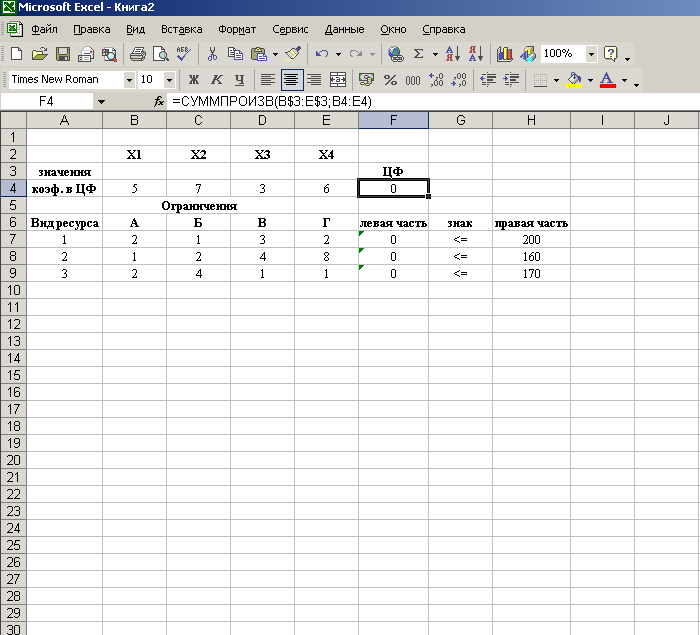 Microsoft Excel - Книга2
Файл Правка Вид Вставка Формат Сервис Данные Окно Справка
100%
Times New Roman 10 Ж К Ч
F4 fx =СУММПРОИЗВ(B$3:E$3;B4:E4)
A B C D E F G H I J
1
2 X1 X2 X3 X4
3 значения ЦФ
4 коэф. в ЦФ 5 7 3 6 0
5 Ограничения
6 Вид ресурса А Б В Г левая часть знак правая часть
7 1 2 1 3 2 0 <= 200
8 2 1 2 4 8 0 <= 160
9 3 2 4 1 1 0 <= 170
10
11
12
13
14
15
16
17
18
19
20
21
22
23
24
25
26
27
28
29
30